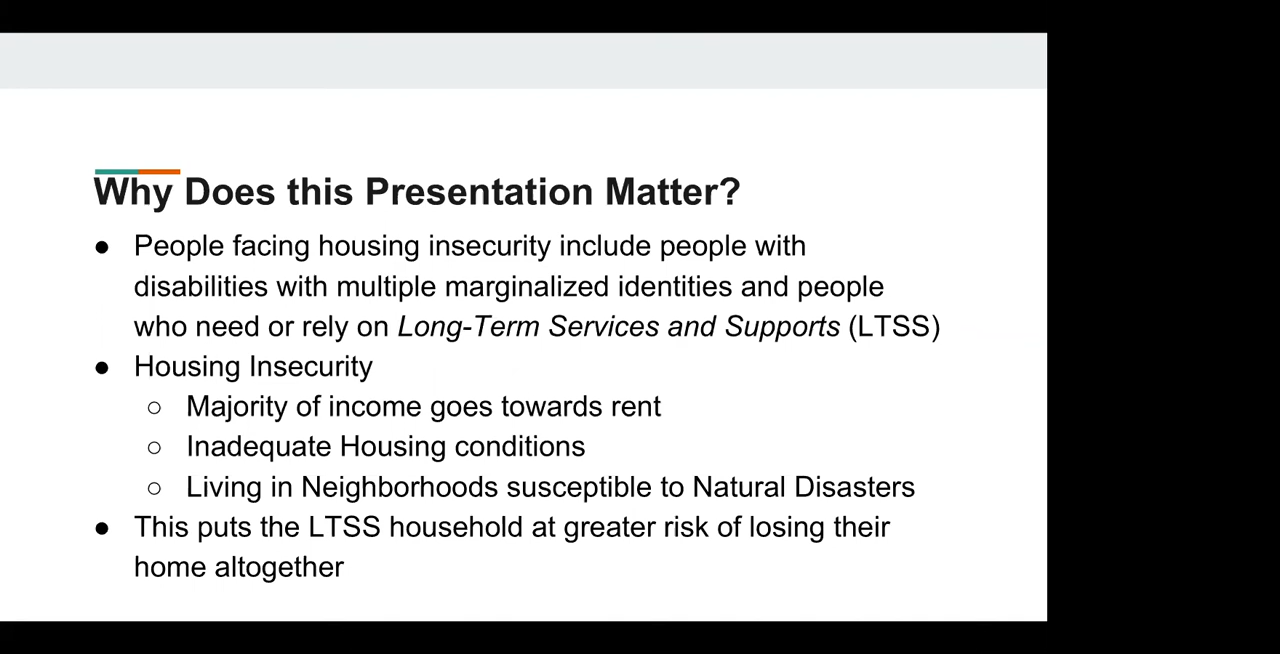 Why Does this Presentation Matter?
● People facing housing insecurity include people with
disabilities with multiple marginalized identities and people
who need or rely on Long-Term Services and Supports (LTSS)
● Housing Insecurity
○ Majority of income goes towards rent
○ Inadequate Housing conditions
○ Living in Neighborhoods susceptible to Natural Disasters
● This puts the LTSS household at greater risk of losing their
home altogether